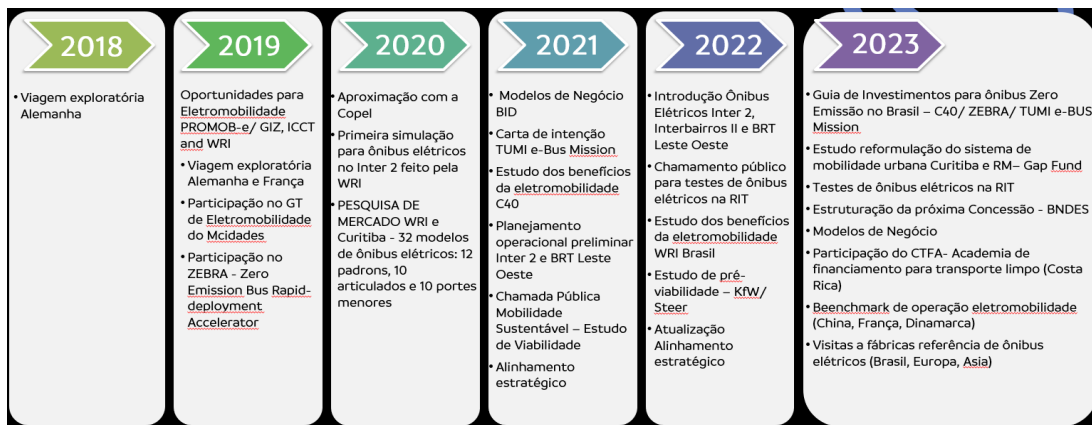 2018
• Viagem exploratória
Alemanha
2019
Oportunidades para
Eletromobilidade
PROMOB-e/ GIZ, ICCT
and WRI
• Viagem exploratória
Alemanha e França
• Participação no GT
de Eletromobilidade
do Mcidades
• Participação no
ZEBRA - Zero
Emission Bus Rapid-
deployment
Accelerator
2020
• Aproximação com a
Copel
• Primeira simulação
para ônibus elétricos
no Inter 2 feito pela
WRI
• PESQUISA DE
MERCADO WRI e
Curitiba - 32 modelos
de ônibus elétricos: 12
padrons, 10
articulados e 10 portes
menores
2021
• Modelos de Negócio
BID
• Carta de intenção
TUMI e-Bus Mission
• Estudo dos benefícios
da eletromobilidade
C40
• Planejamento
operacional preliminar
Inter 2 e BRT Leste
Oeste
• Chamada Pública
Mobilidade
Sustentável – Estudo
de Viabilidade
• Alinhamento
estratégico
2022
• Introdução Ônibus
Elétricos Inter 2,
Interbairros II e BRT
Leste Oeste
• Chamamento público
para testes de ônibus
elétricos na RIT
• Estudo dos benefícios
da eletromobilidade
WRI Brasil
• Estudo de pré-
viabilidade – KfW/
Steer
• Atualização
Alinhamento
estratégico
2023
• Guia de Investimentos para ônibus Zero
Emissão no Brasil – C40/ ZEBRA/ TUMI e-BUS
Mission
• Estudo reformulação do sistema de
mobilidade urbana Curitiba e RM– Gap Fund
• Testes de ônibus elétricos na RIT
• Estruturação da próxima Concessão - BNDES
• Modelos de Negócio
• Participação do CTFA- Academia de
financiamento para transporte limpo (Costa
Rica)
• Beenchmark de operação eletromobilidade
(China, França, Dinamarca)
• Visitas a fábricas referência de ônibus
elétricos (Brasil, Europa, Asia)